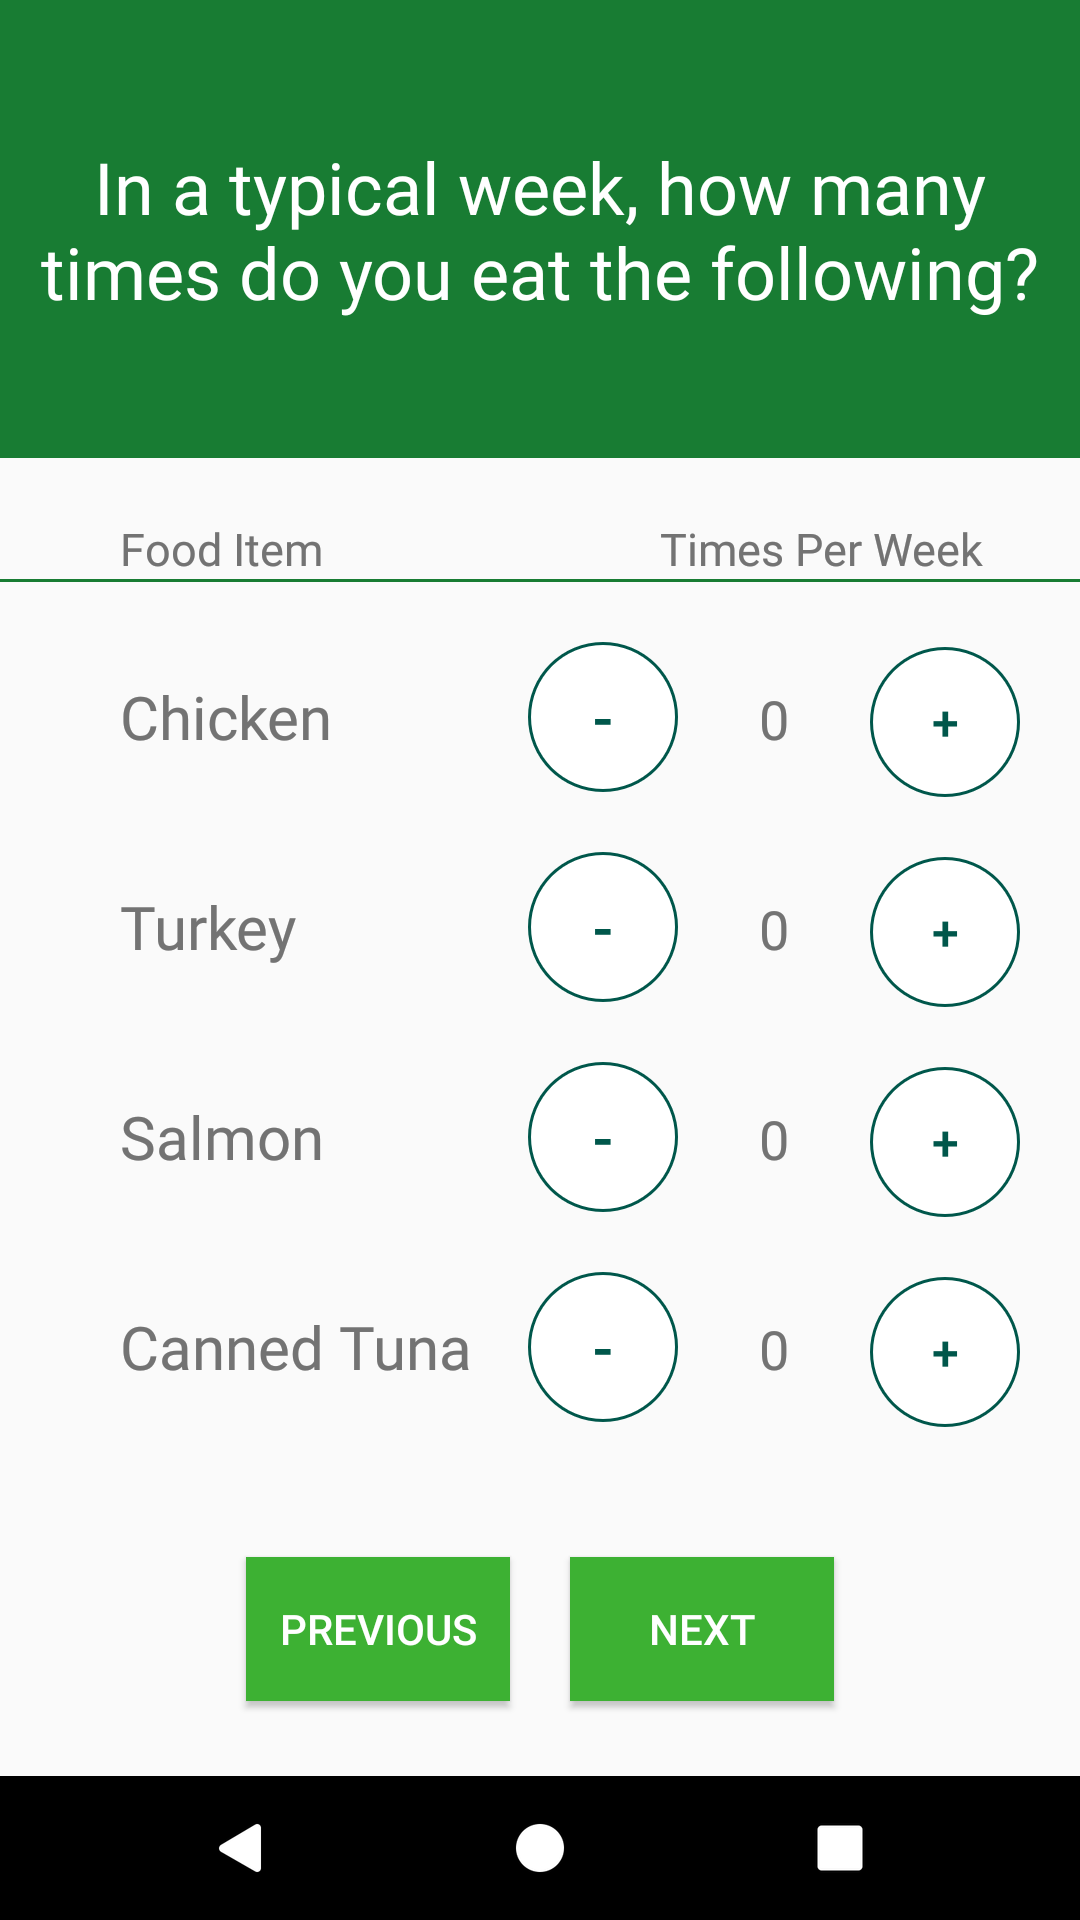 In a typical week, how many
times do you eat the following?
Food Item Times Per Week
Chicken - 0 +
Turkey - 0 +
Salmon - 0 +
Canned Tuna - 0 +
PREVIOUS NEXT